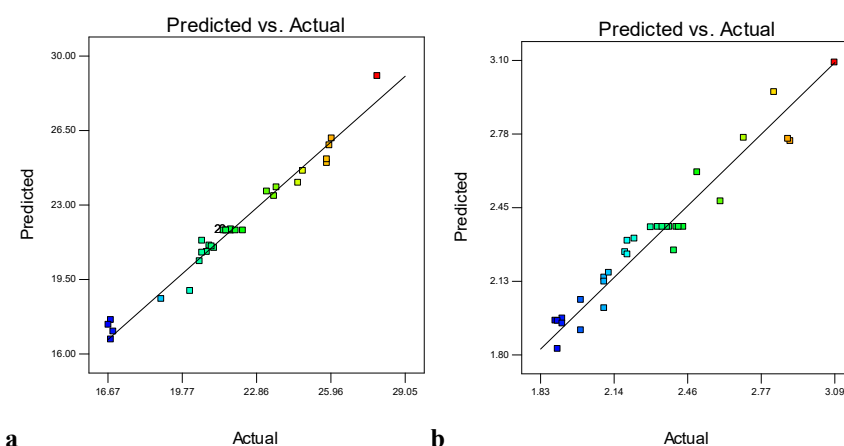 Predicted vs. Actual
30.00
26.50
23.00
19.50
16.00
Predicted
2
16.67
19.77
22.86
25.96
29.05
Actual
a
Predicted vs. Actual
3.10
2.78
2.45
2.13
1.80
Predicted
1.83
2.14
2.46
2.77
3.09
Actual
b